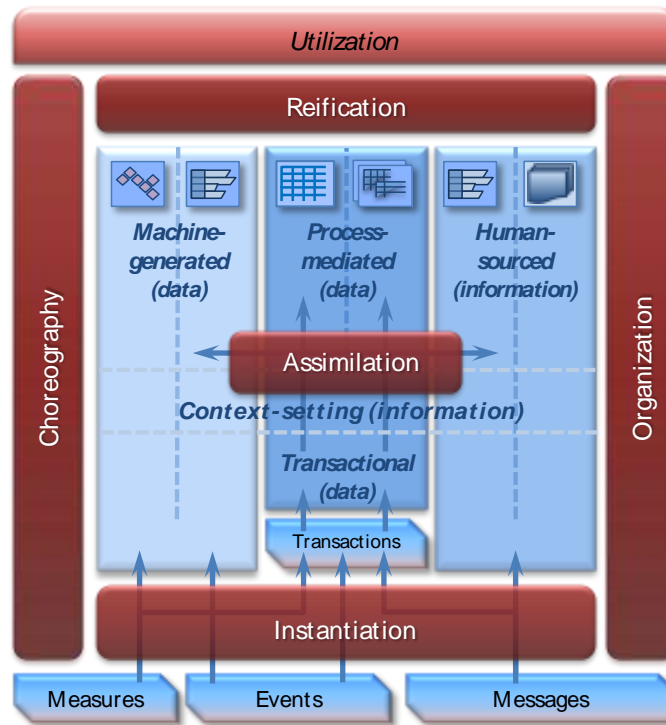 Utilization
Reification
Choreography
Organization
Machine-
generated
(data)
Process-
mediated
(data)
Human-
sourced
(information)
Assimilation
Context-setting (information)
Transactional
(data)
Transactions
Instantiation
Measures
Events
Messages